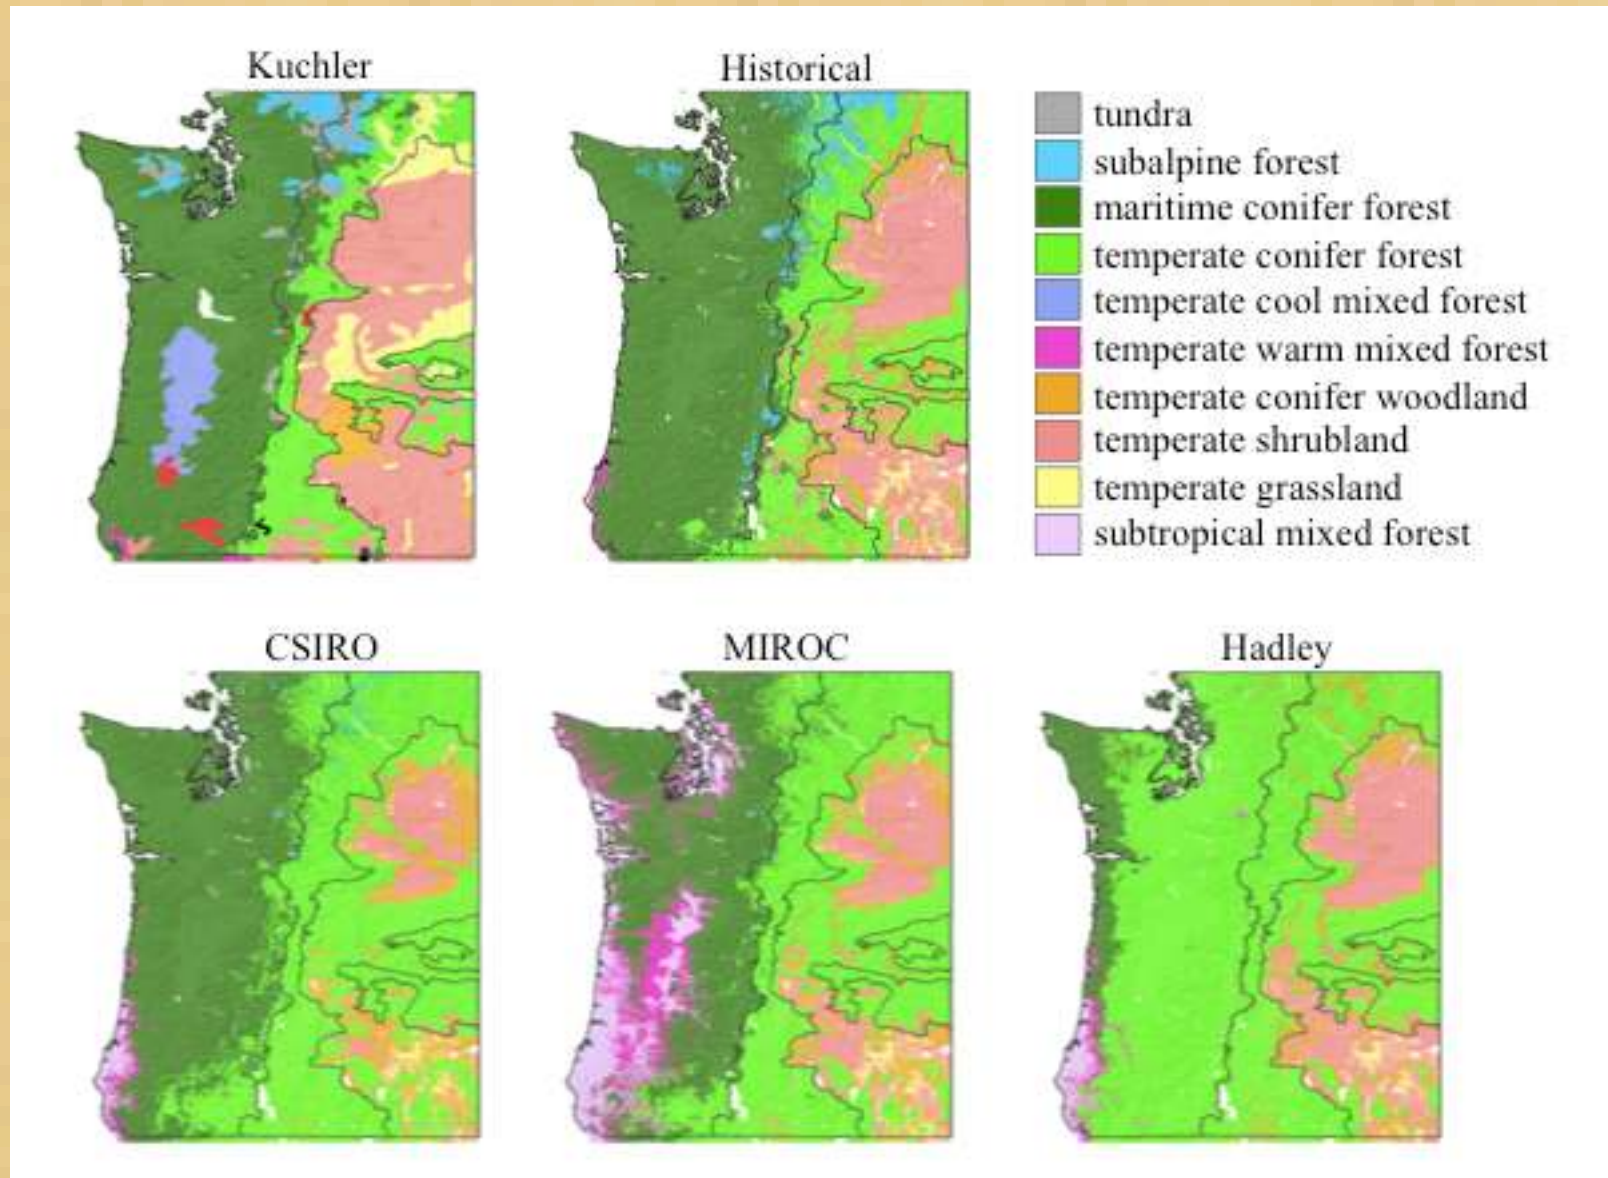 Kuchler
Historical
tundra
subalpine forest
maritime conifer forest
temperate conifer forest
temperate cool mixed forest
temperate warm mixed forest
temperate conifer woodland
temperate shrubland
temperate grassland
subtropical mixed forest
CSIRO
MIROC
Hadley